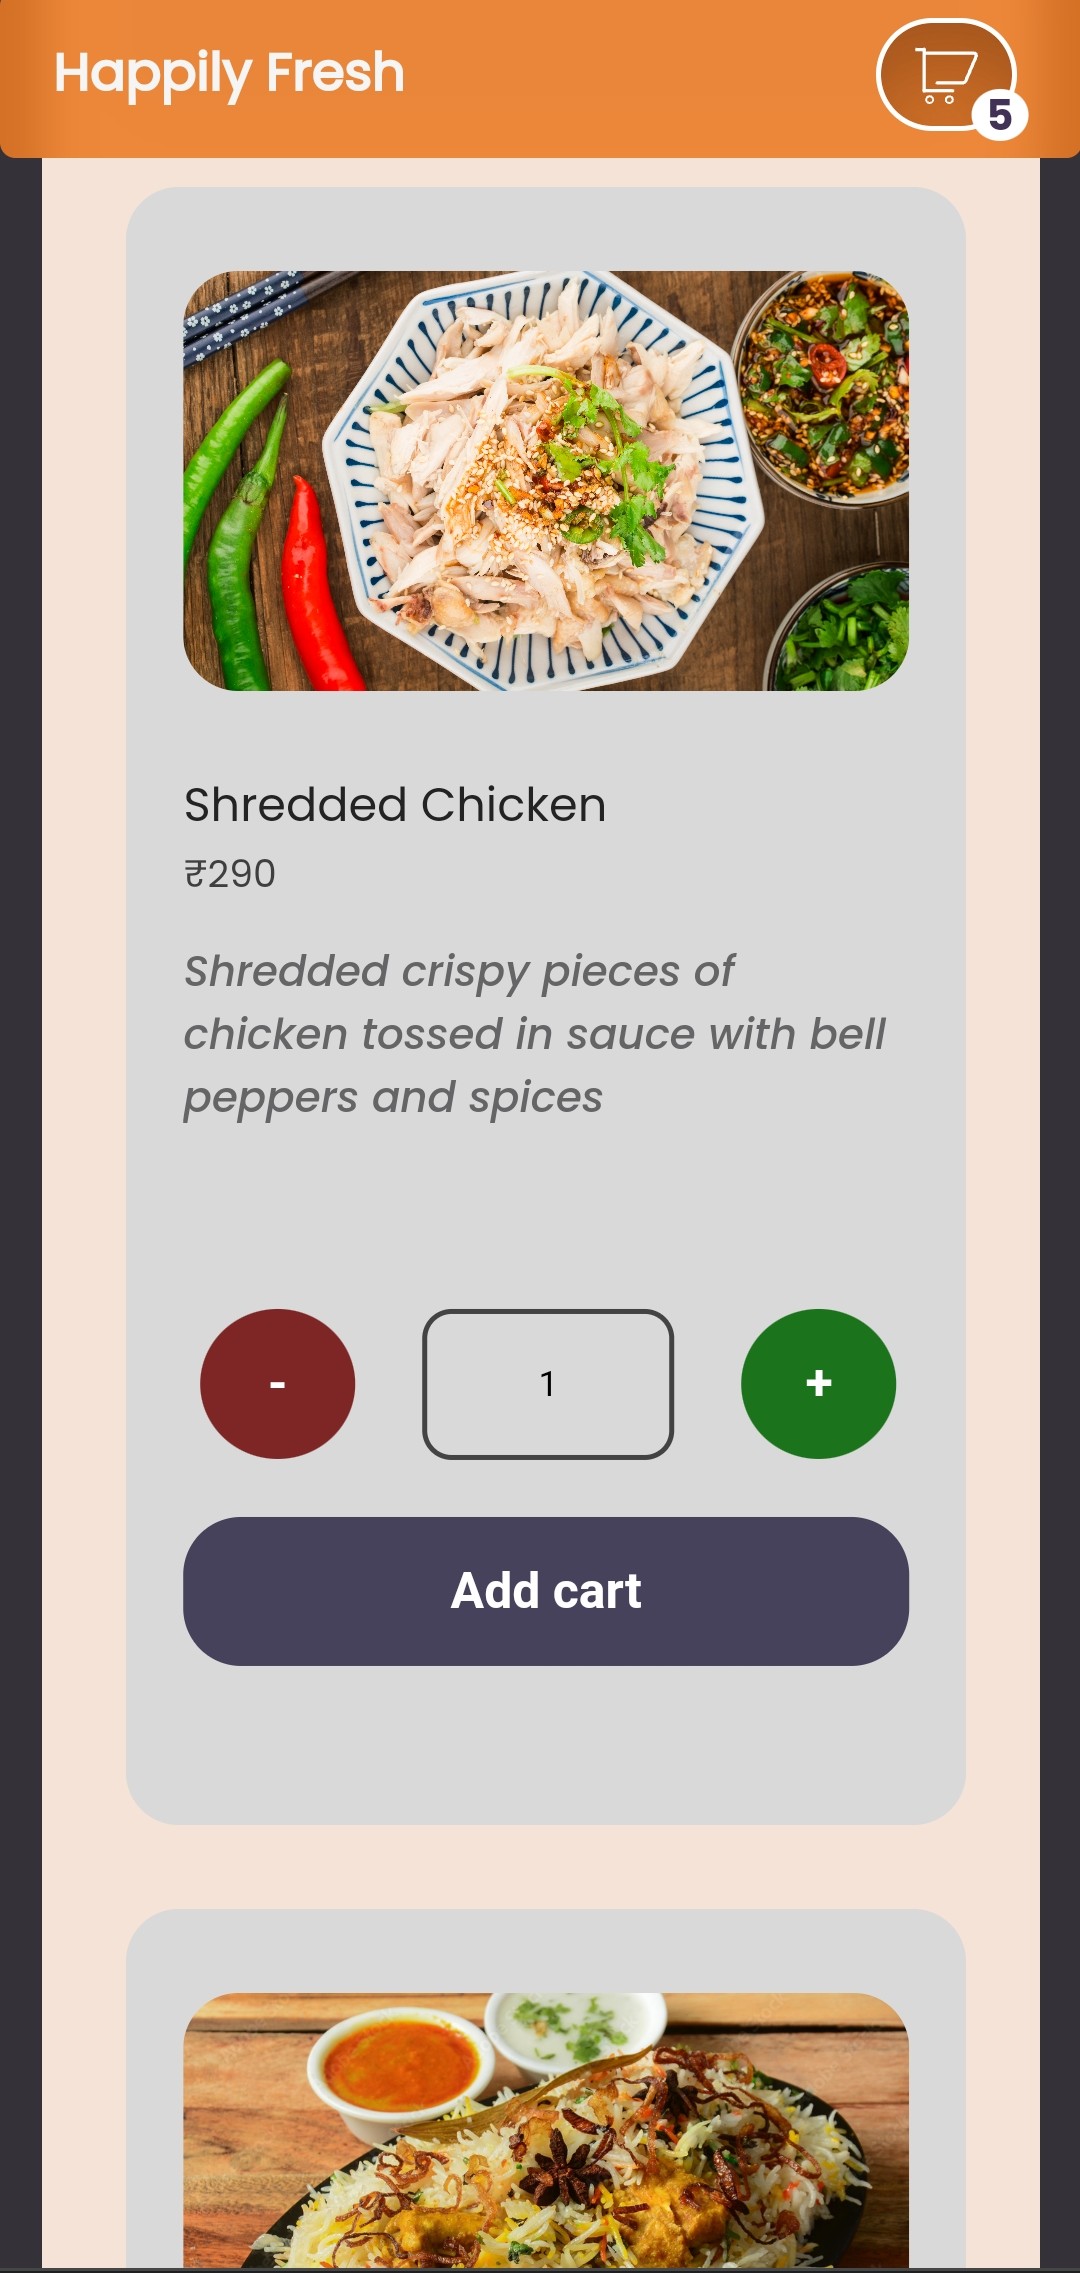 Happily Fresh
5
Shredded Chicken
₹290
Shredded crispy pieces of
chicken tossed in sauce with bell
peppers and spices
- 1 +
Add cart